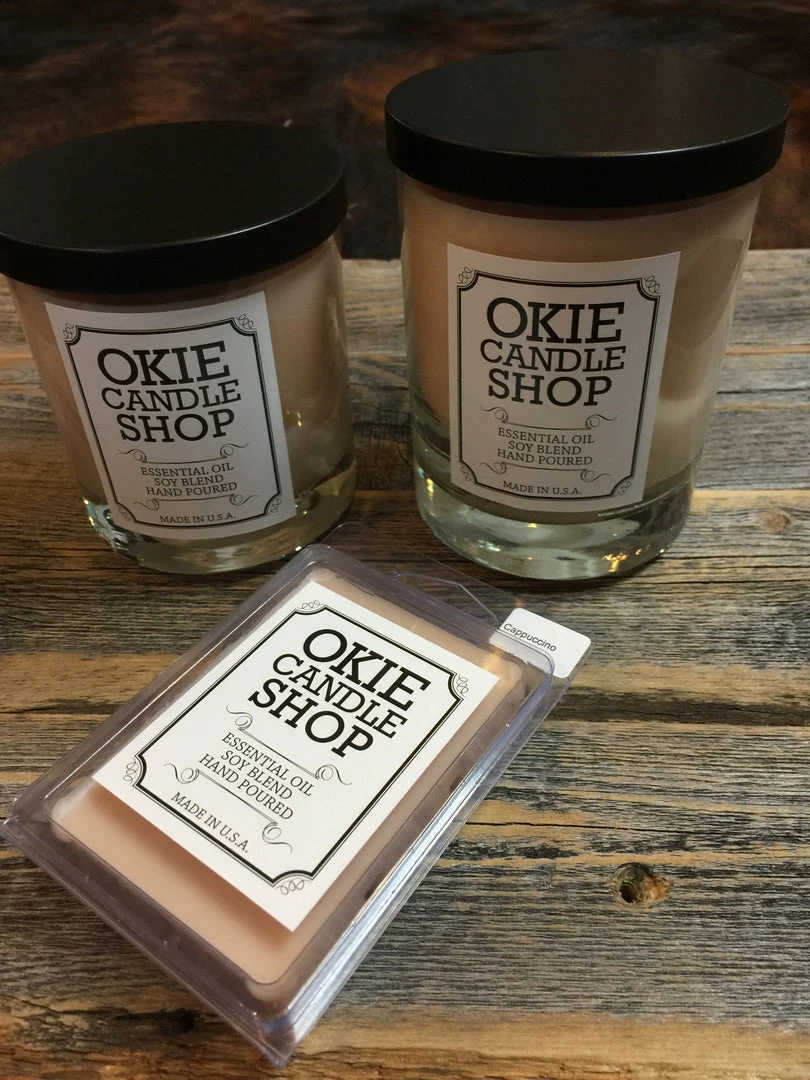 OKIE
CANDLE
SHOP
ESSENTIAL OIL
SOY BLEND
HAND POURED
MADE IN U.S.A.
OKIE
CANDLE
SHOP
ESSENTIAL OIL
SOY BLEND
HAND POURED
MADE IN U.S.A.
Cappuccino
OKIE
CANDLE
SHOP
ESSENTIAL OIL
SOY BLEND
HAND POURED
MADE IN U.S.A.